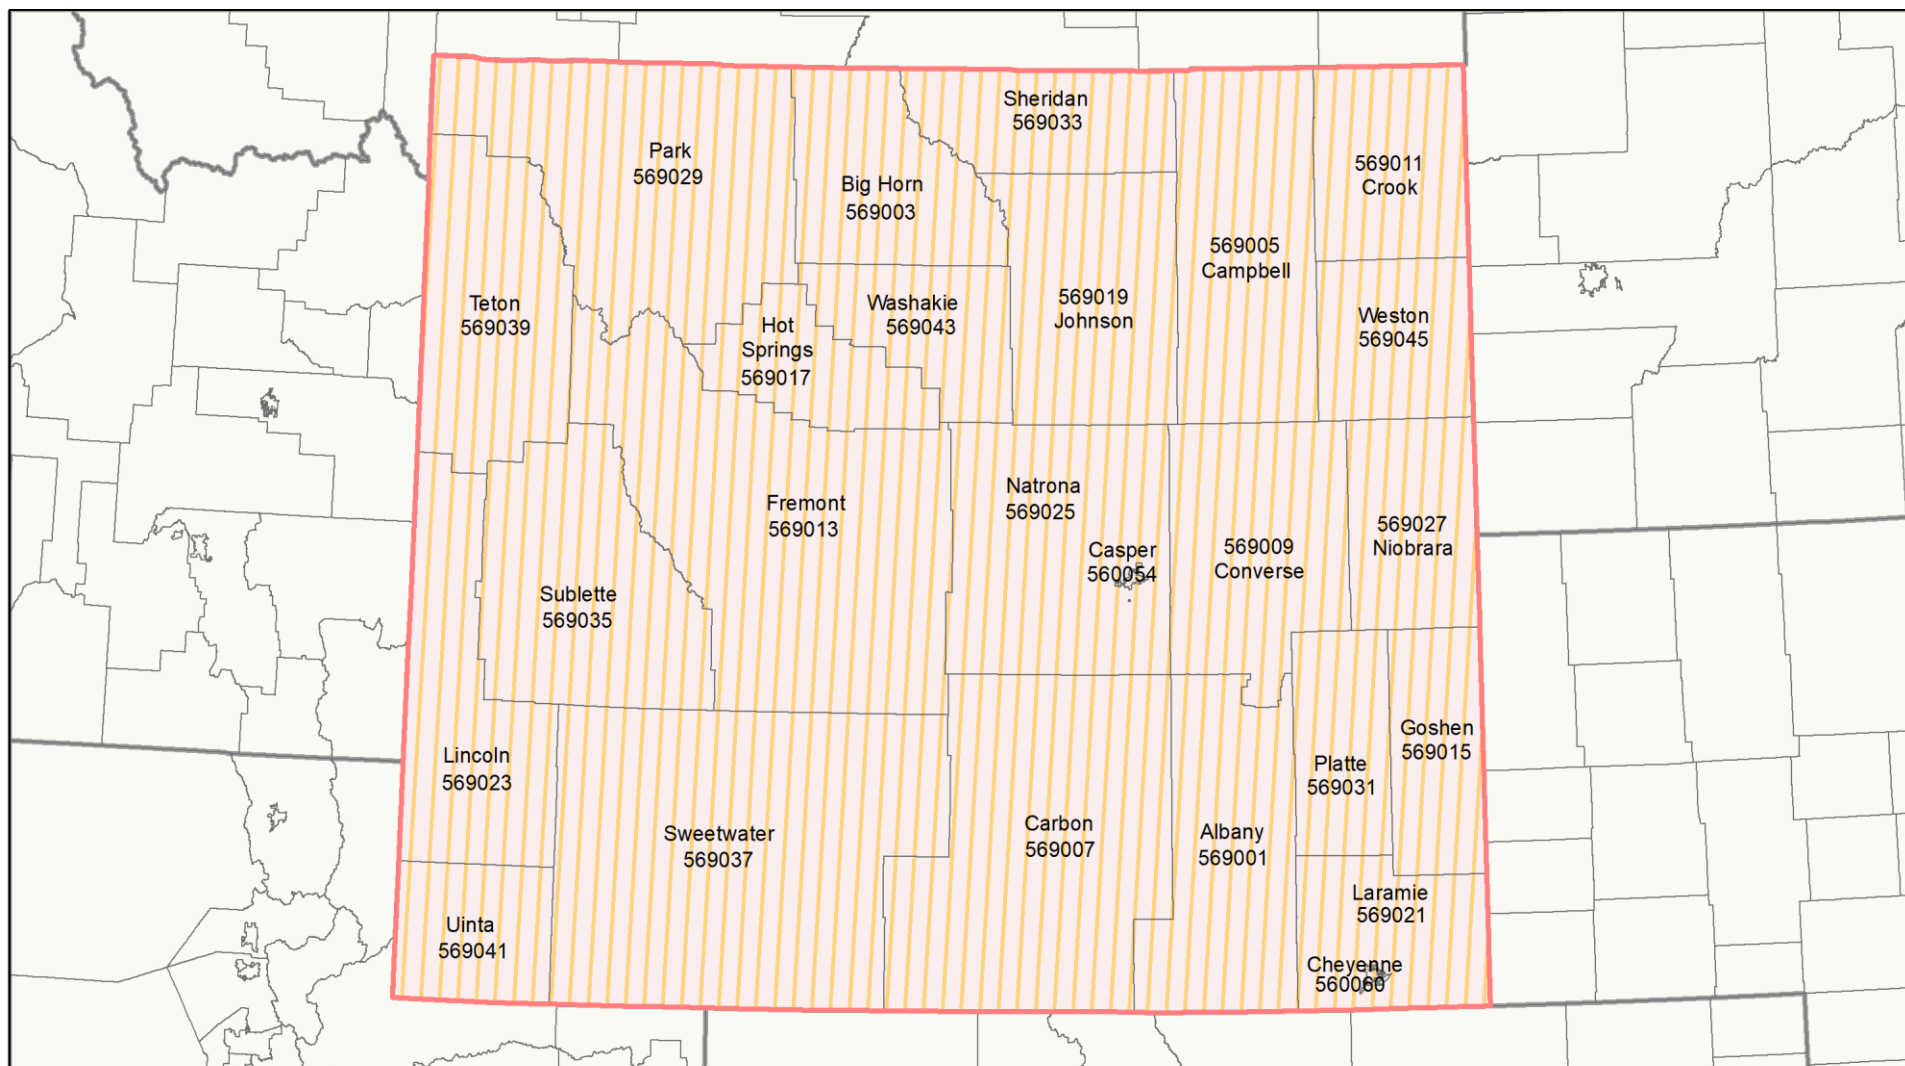 Sheridan
569033
Park
569029
569011
Crook
Big Horn
569003
569005
Campbell
Teton
569039
Washakie
569043
569019
Johnson
Weston
569045
Hot
Springs
569017
Fremont
569013
Natrona
569025
569027
Niobrara
Casper
560054
569009
Converse
Sublette
569035
Lincoln
569023
Goshen
569015
Platte
569031
Sweetwater
569037
Carbon
569007
Albany
569001
Laramie
569021
Uinta
569041
Cheyenne
560060